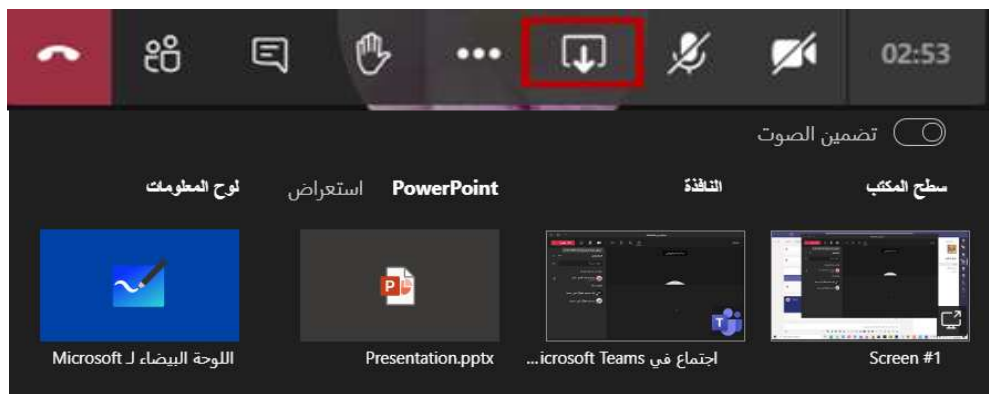 02:53
تضمين الصوت
سطح المكتب
النافذة
PowerPoint استعراض
لوح المعلومات
Screen #1
اجتماع في icrosoft Teams...
Presentation.pptx
اللوحة البيضاء لـ Microsoft